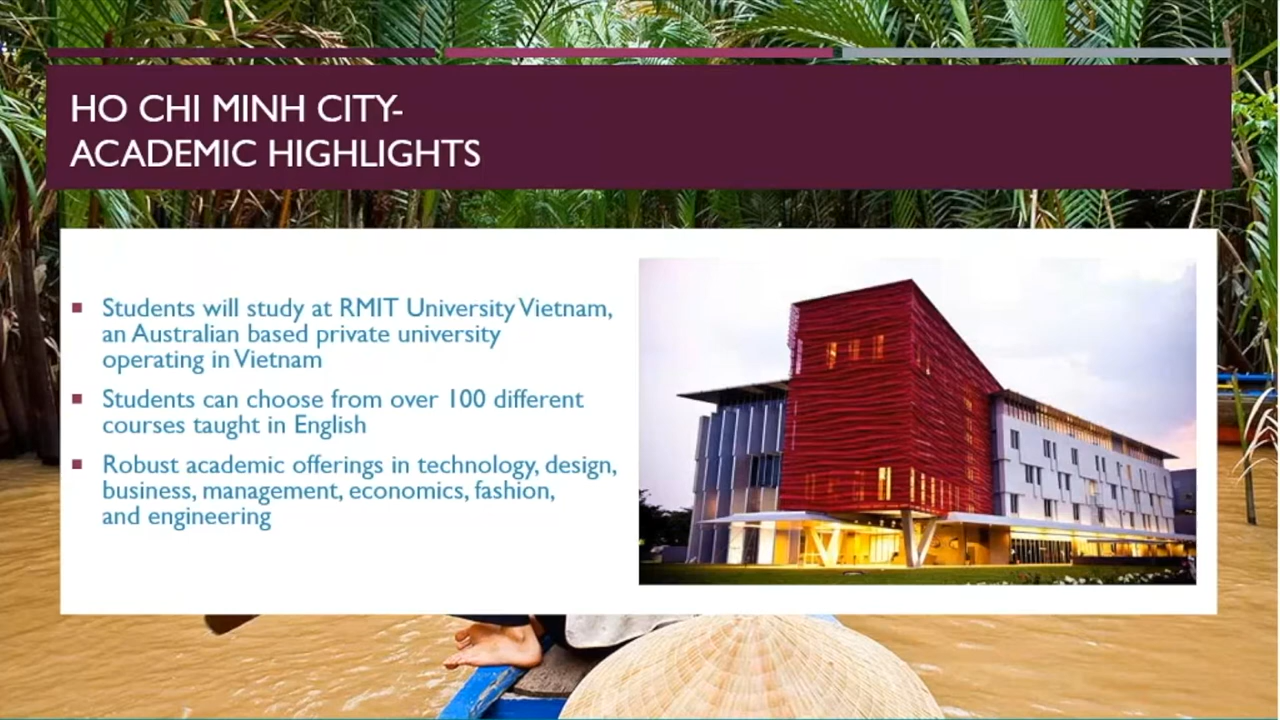 HO CHI MINH CITY-
ACADEMIC HIGHLIGHTS
Students will study at RMIT University Vietnam,
an Australian based private university
operating in Vietnam
Students can choose from over 100 different
courses taught in English
Robust academic offerings in technology, design,
business, management, economics, fashion,
and engineering